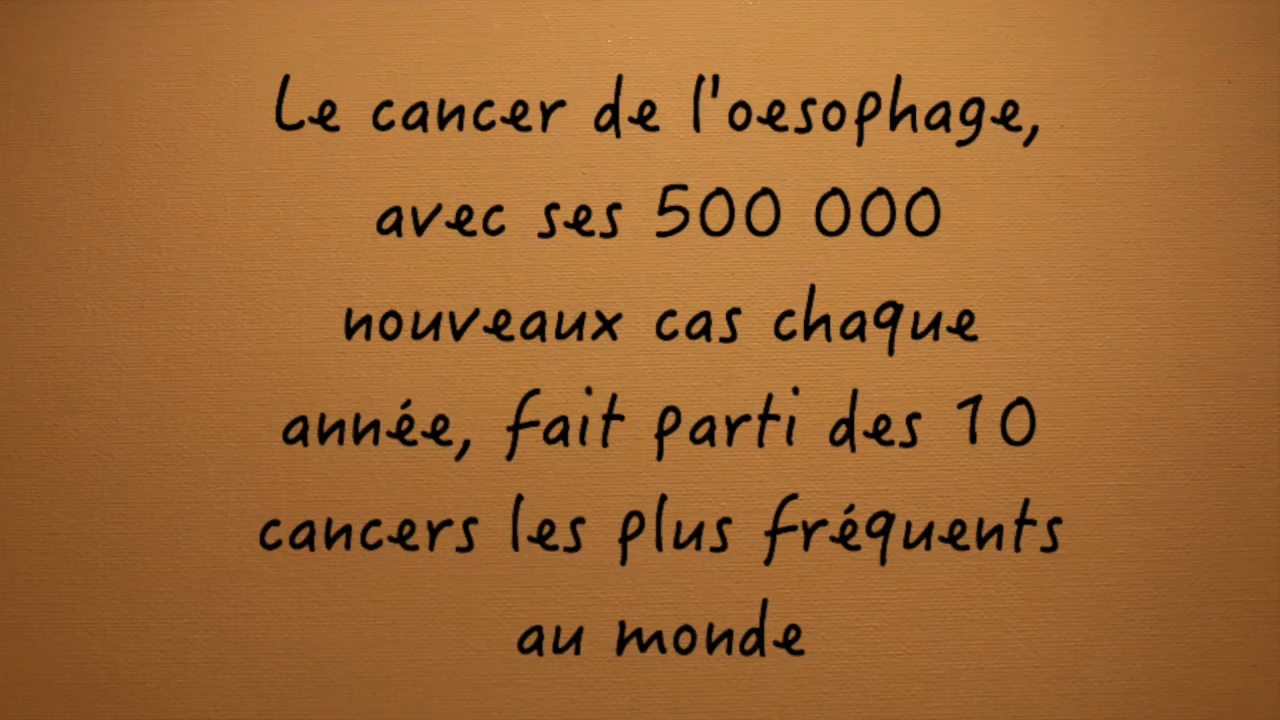 Le cancer de l'oesophage,
avec ses 500 000
nouveaux cas chaque
année, fait parti des 10
cancers les plus fréquents
au monde